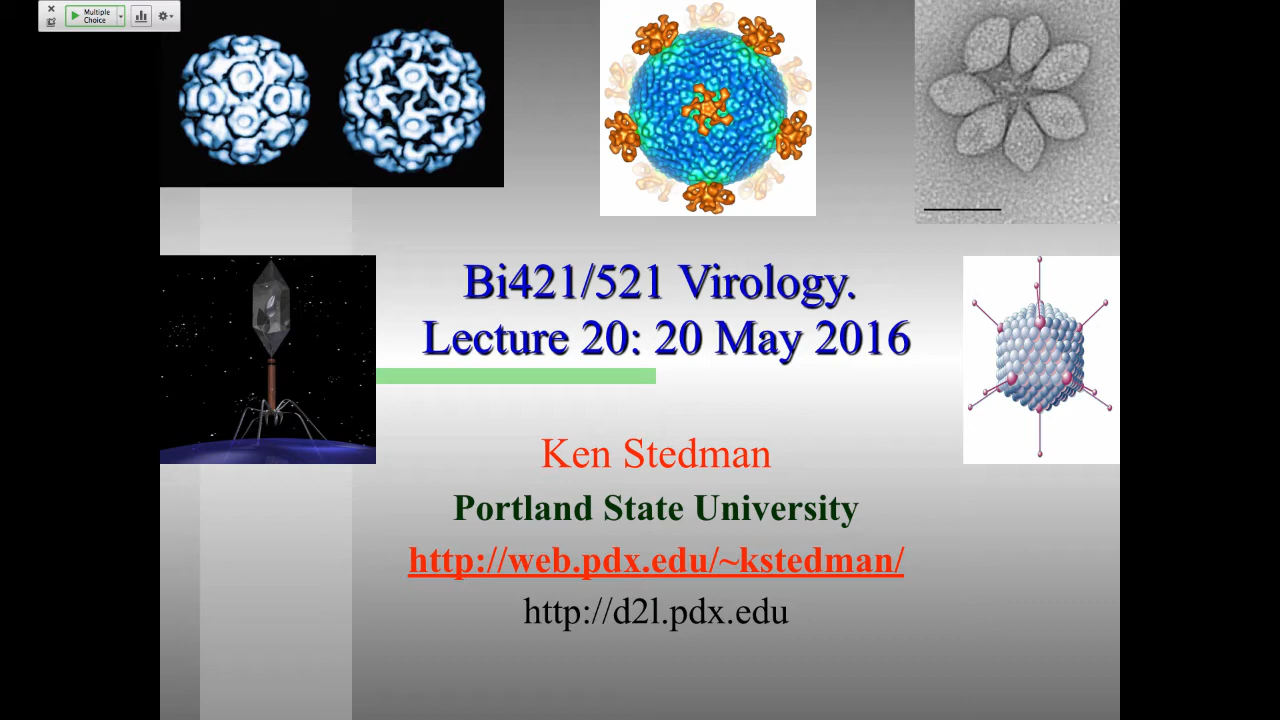 Multiple
Choice
Bi421/521 Virology.
Lecture 20: 20 May 2016
Ken Stedman
Portland State University
http://web.pdx.edu/~kstedman/
http://d2l.pdx.edu